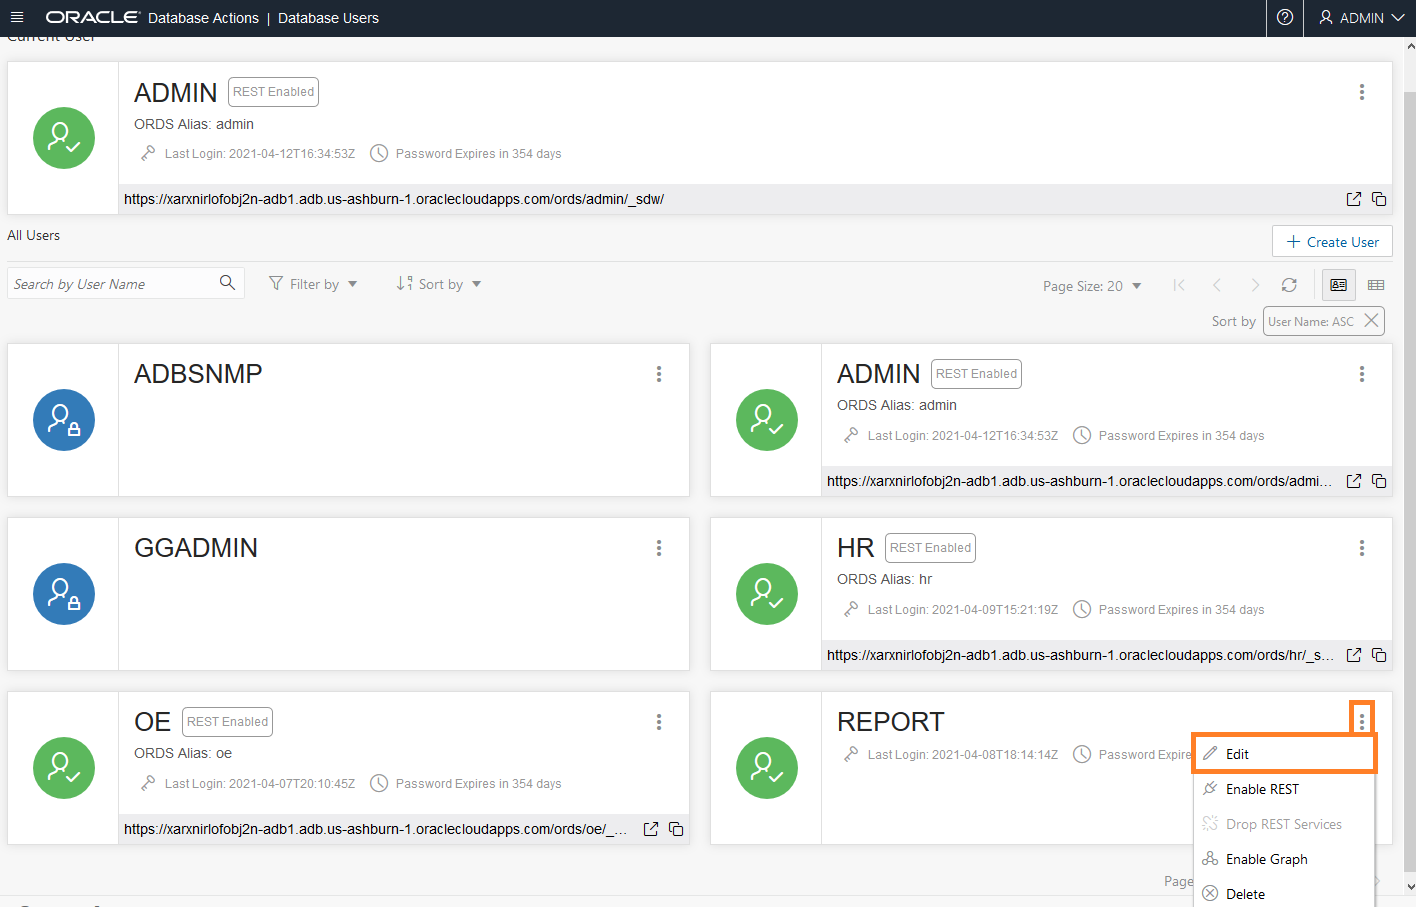 ORACLE Database Actions | Database Users ADMIN
Current User
ADMIN REST Enabled
ORDS Alias: admin
Last Login: 2021-04-12T16:34:53Z Password Expires in 354 days
https://xarxnirlofobj2n-adb1.adb.us-ashburn-1.oraclecloudapps.com/ords/admin/_sdw/
All Users
Create User
Search by User Name Filter by Sort by Page Size: 20
Sort by User Name: ASC
ADBSNMP
ADMIN REST Enabled
ORDS Alias: admin
Last Login: 2021-04-12T16:34:53Z Password Expires in 354 days
https://xarxnirlofobj2n-adb1.adb.us-ashburn-1.oraclecloudapps.com/ords/admi...
GGADMIN
HR REST Enabled
ORDS Alias: hr
Last Login: 2021-04-09T15:21:19Z Password Expires in 354 days
https://xarxnirlofobj2n-adb1.adb.us-ashburn-1.oraclecloudapps.com/ords/hr/_s...
OE REST Enabled
ORDS Alias: oe
Last Login: 2021-04-07T20:10:45Z Password Expires in 354 days
https://xarxnirlofobj2n-adb1.adb.us-ashburn-1.oraclecloudapps.com/ords/oe/_...
REPORT
Last Login: 2021-04-08T18:14:14Z Password Expire
Edit
Enable REST
Drop REST Services
Enable Graph
Delete
Page